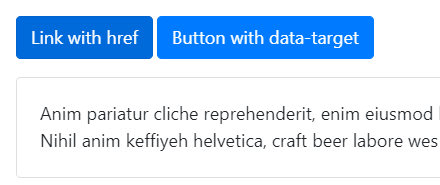 Link with href Button with data-target
Anim pariatur cliche reprehenderit, enim eiusmod
Nihil anim keffiyeh helvetica, craft beer labore wes